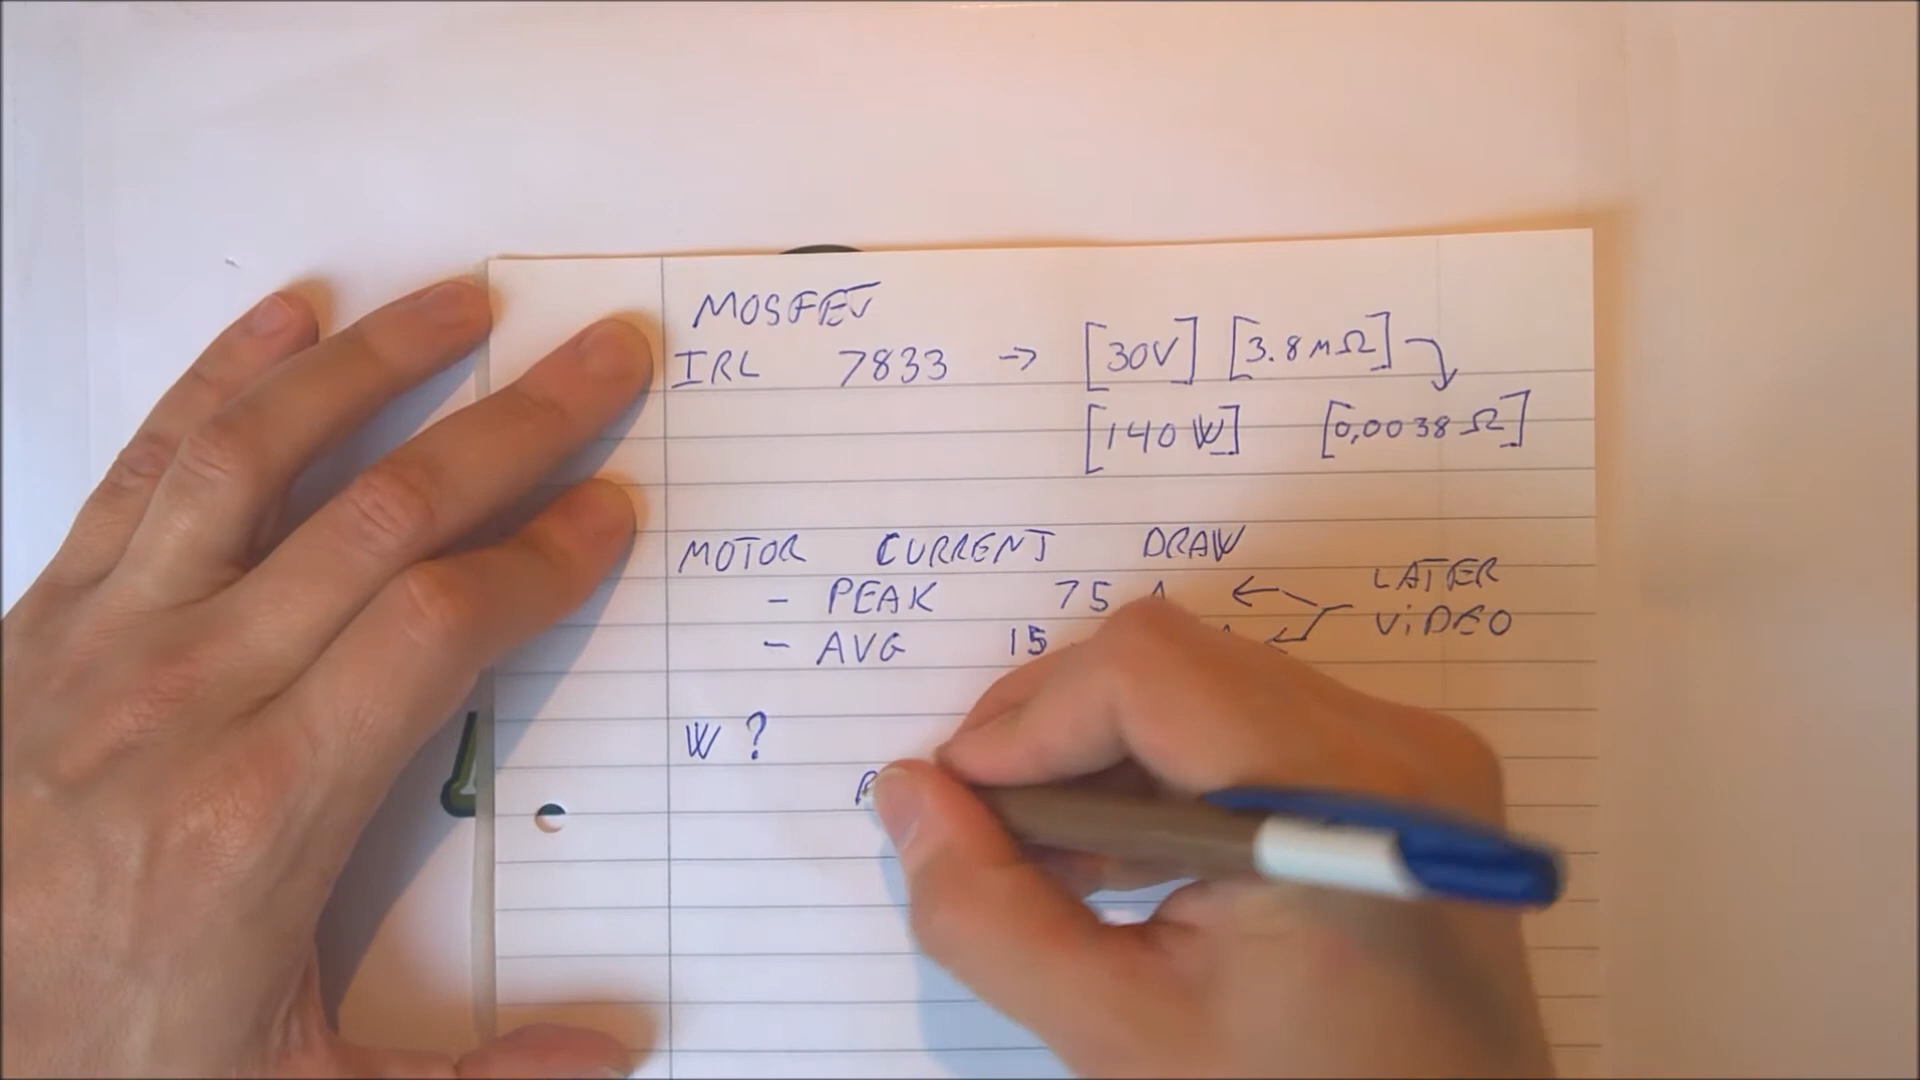 MOSFET
IRL 7833 → [30V] [3.8mΩ]
[140W] [0,0038Ω]
MOTOR CURRENT DRAW
- PEAK 75 A ← LATER
- AVG 15 ← VIDEO
W ?